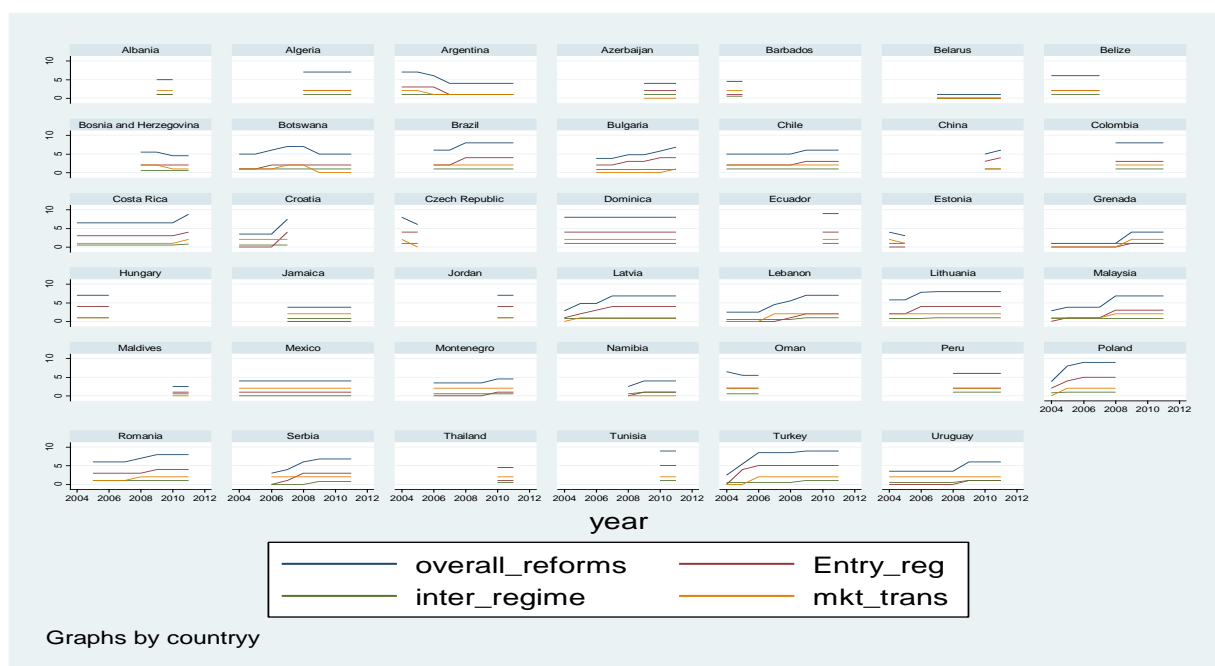 Albania Algeria Argentina Azerbaijan Barbados Belarus Belize
0 5 10
Bosnia and Herzegovina Botswana Brazil Bulgaria Chile China Colombia
0 5 10
Costa Rica Croatia Czech Republic Dominica Ecuador Estonia Grenada
0 5 10
Hungary Jamaica Jordan Latvia Lebanon Lithuania Malaysia
0 5 10
Maldives Mexico Montenegro Namibia Oman Peru Poland
0 5 10
2004 2006 2008 2010 2012
Romania Serbia Thailand Tunisia Turkey Uruguay
0 5 10
2004 2006 2008 2010 2012 2004 2006 2008 2010 2012 2004 2006 2008 2010 2012 2004 2006 2008 2010 2012 2004 2006 2008 2010 2012 2004 2006 2008 2010 2012
year
overall_reforms Entry_reg
inter_regime mkt_trans
Graphs by countryy